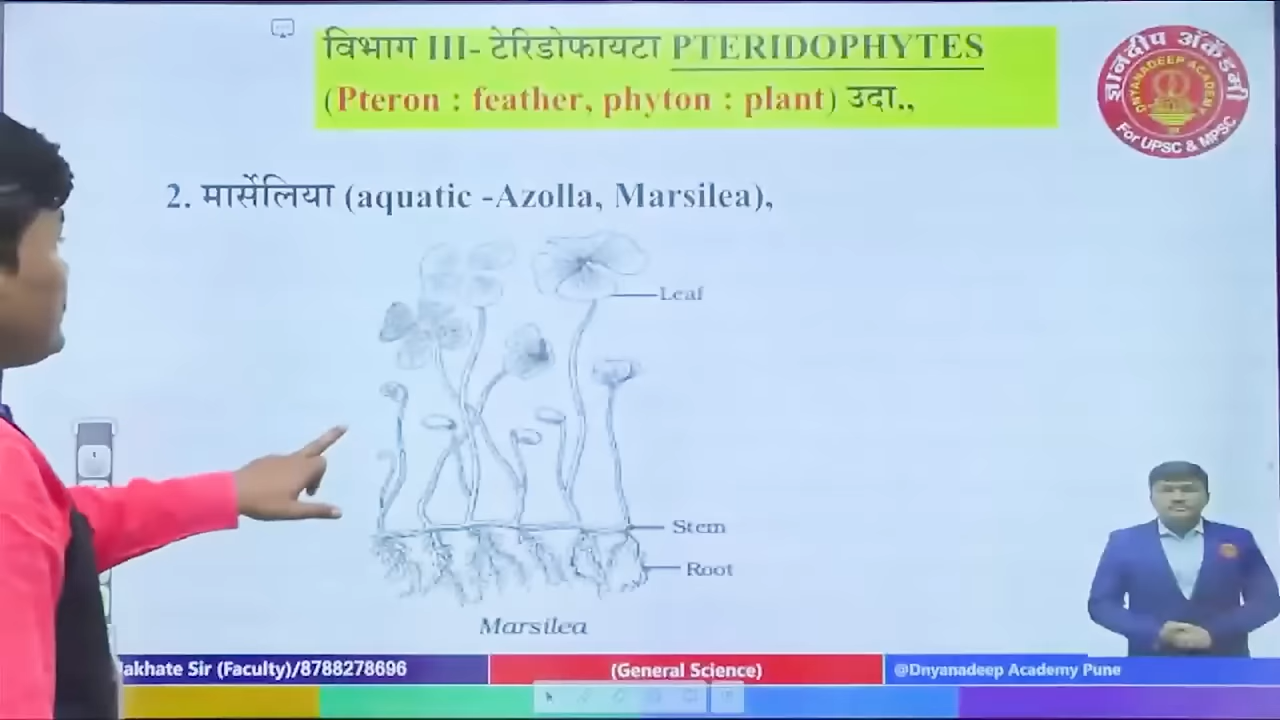 विभाग III- टेरिडोफायटा PTERIDOPHYTES
(Pteron : feather, phyton : plant) उदा.,
ज्ञानदीप अॅकॅडमी
DNYANADEEP ACADEMY
For UPSC & MPSC
2. मार्सेलिया (aquatic -Azolla, Marsilea),
Leaf
Stem
Root
Marsilea
akhate Sir (Faculty)/8788278696
(General Science)
@Dnyanadeep Academy Pune